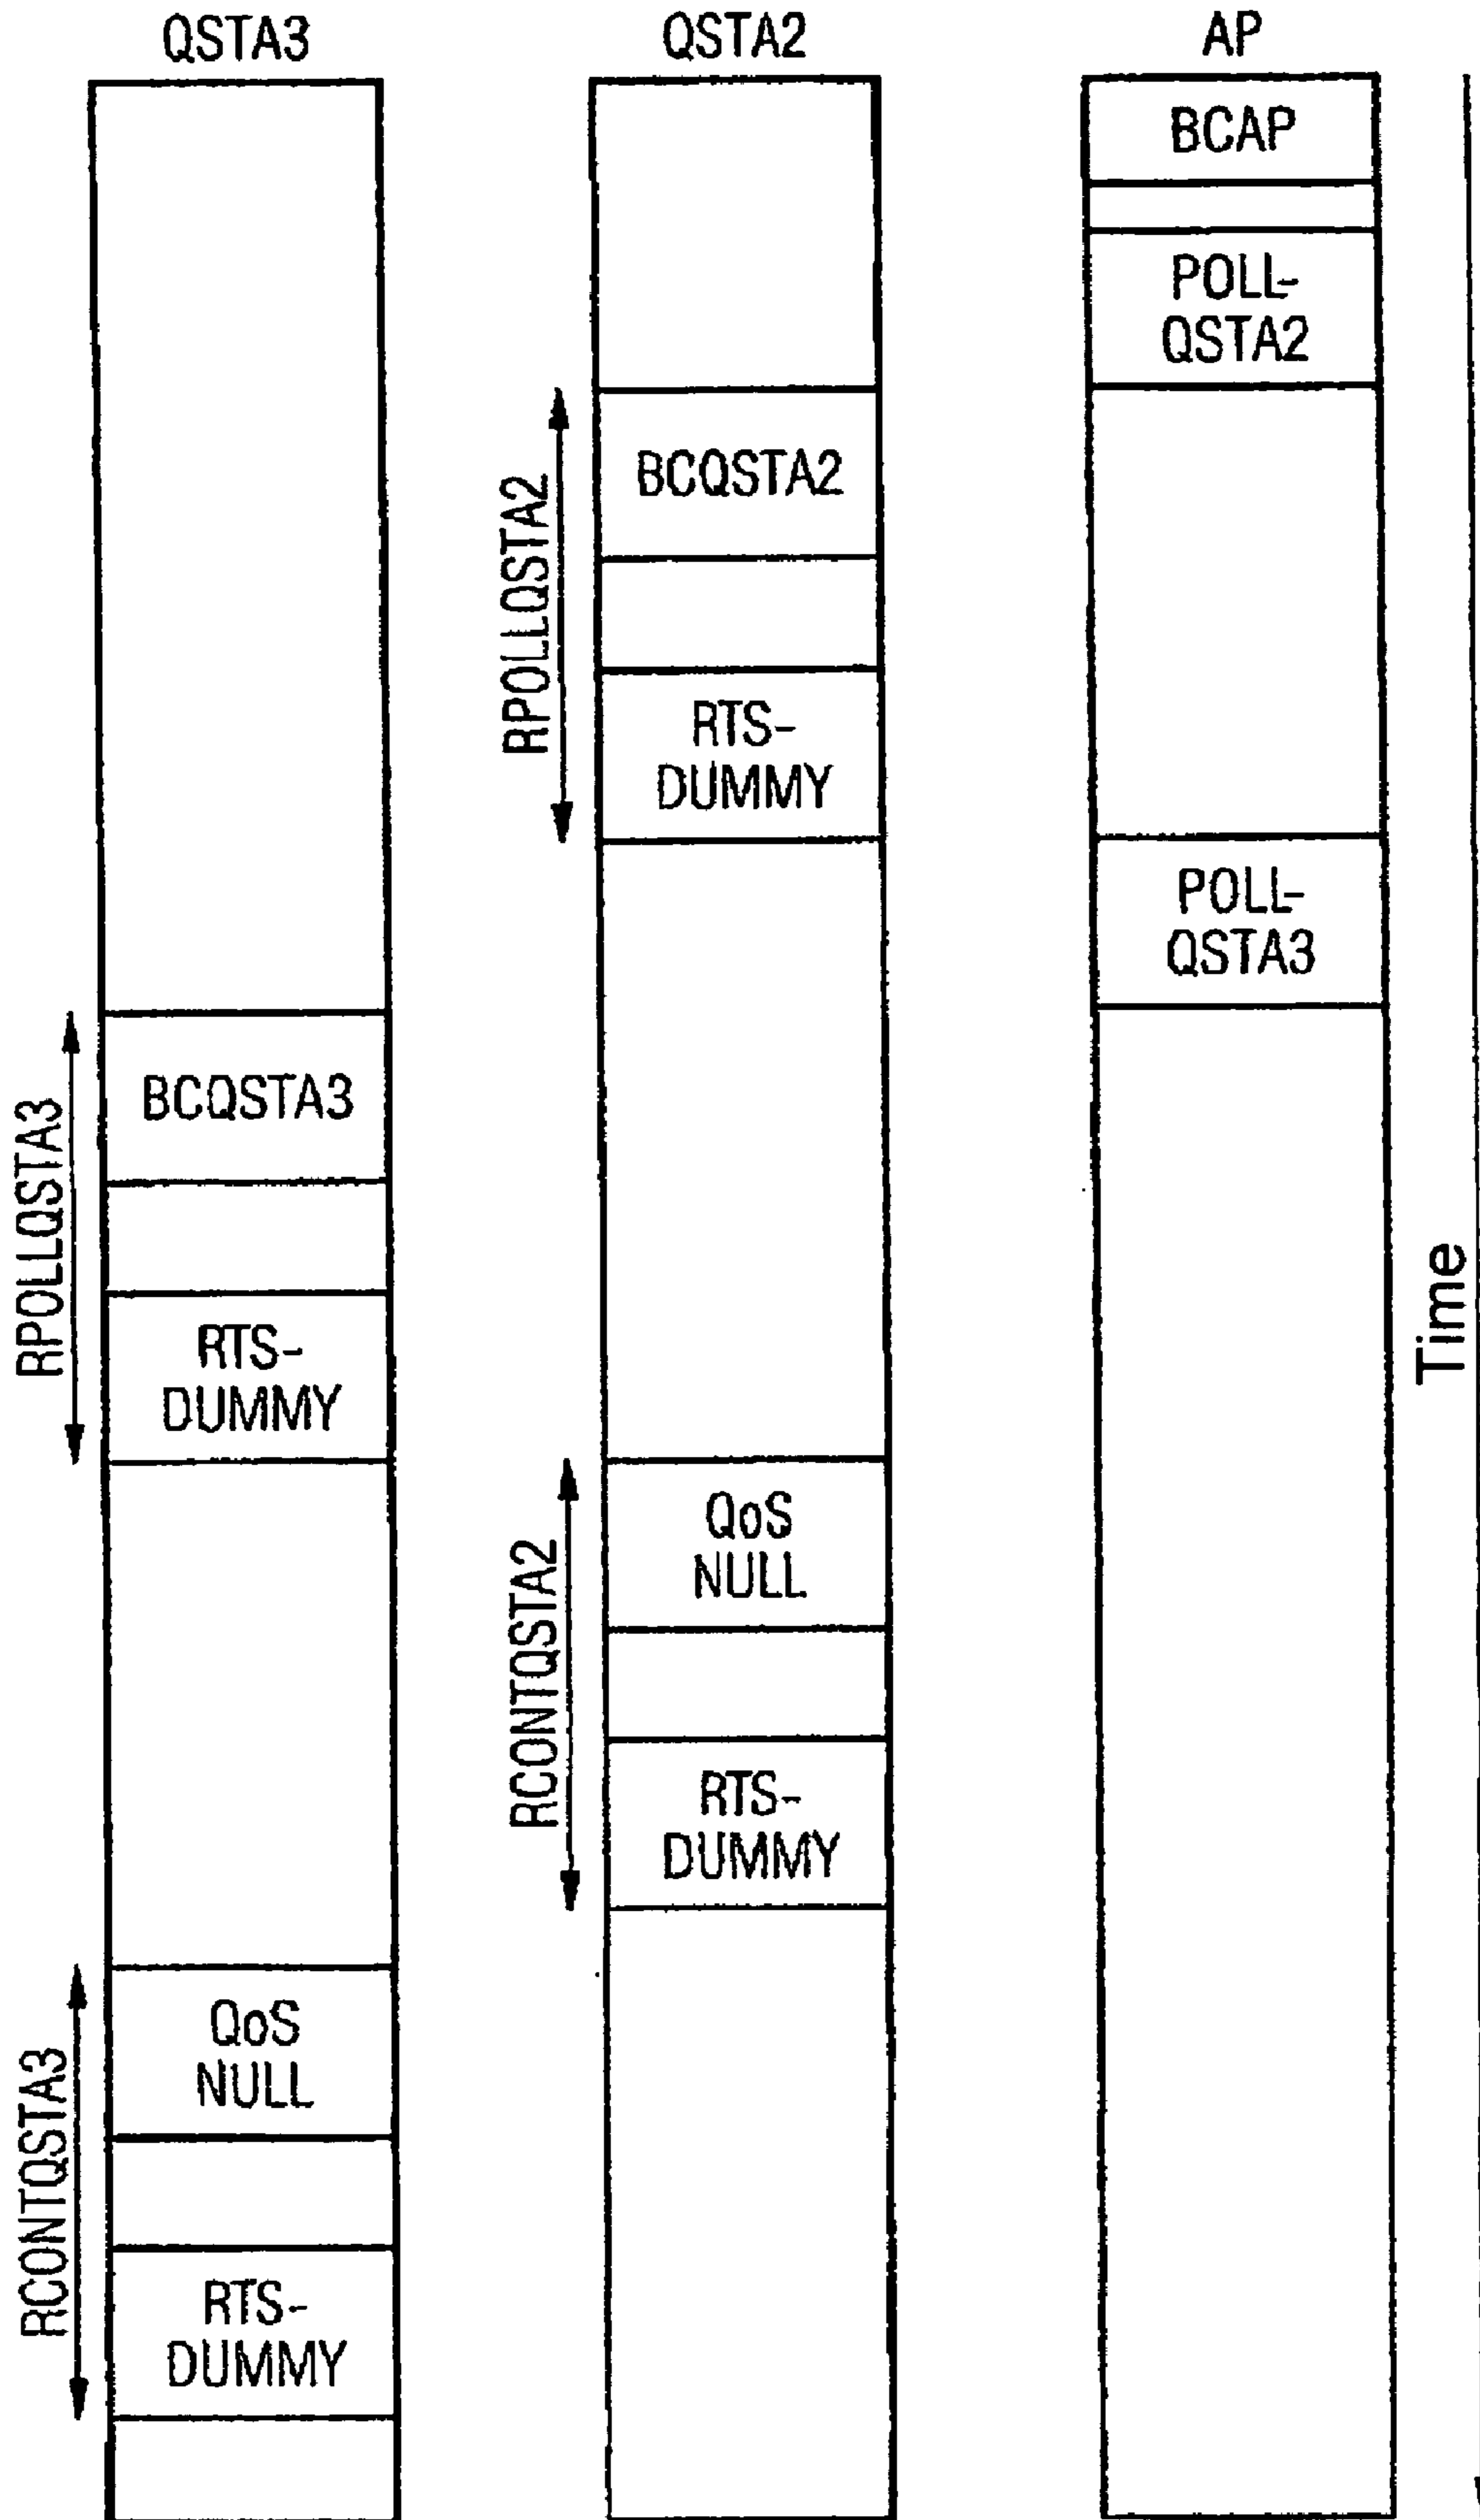 QSTA3
QSTA2
AP
BCAP
POLL-
QSTA2
RPOLLQSTA2
BCQSTA2
RTS-
DUMMY
POLL-
QSTA3
RPOLLQSTA3
BCQSTA3
RTS-
DUMMY
Time
RCONTQSTA2
QoS
NULL
RTS-
DUMMY
RCONTQSTA3
QoS
NULL
RTS-
DUMMY